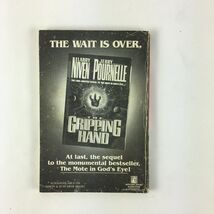 THE WAIT IS OVER.
LARRY JERRY
NIVEN POURNELLE
THE
GRIPPING
HAND
At last, the sequel
to the monumental bestseller,
The Mote in God's Eye!